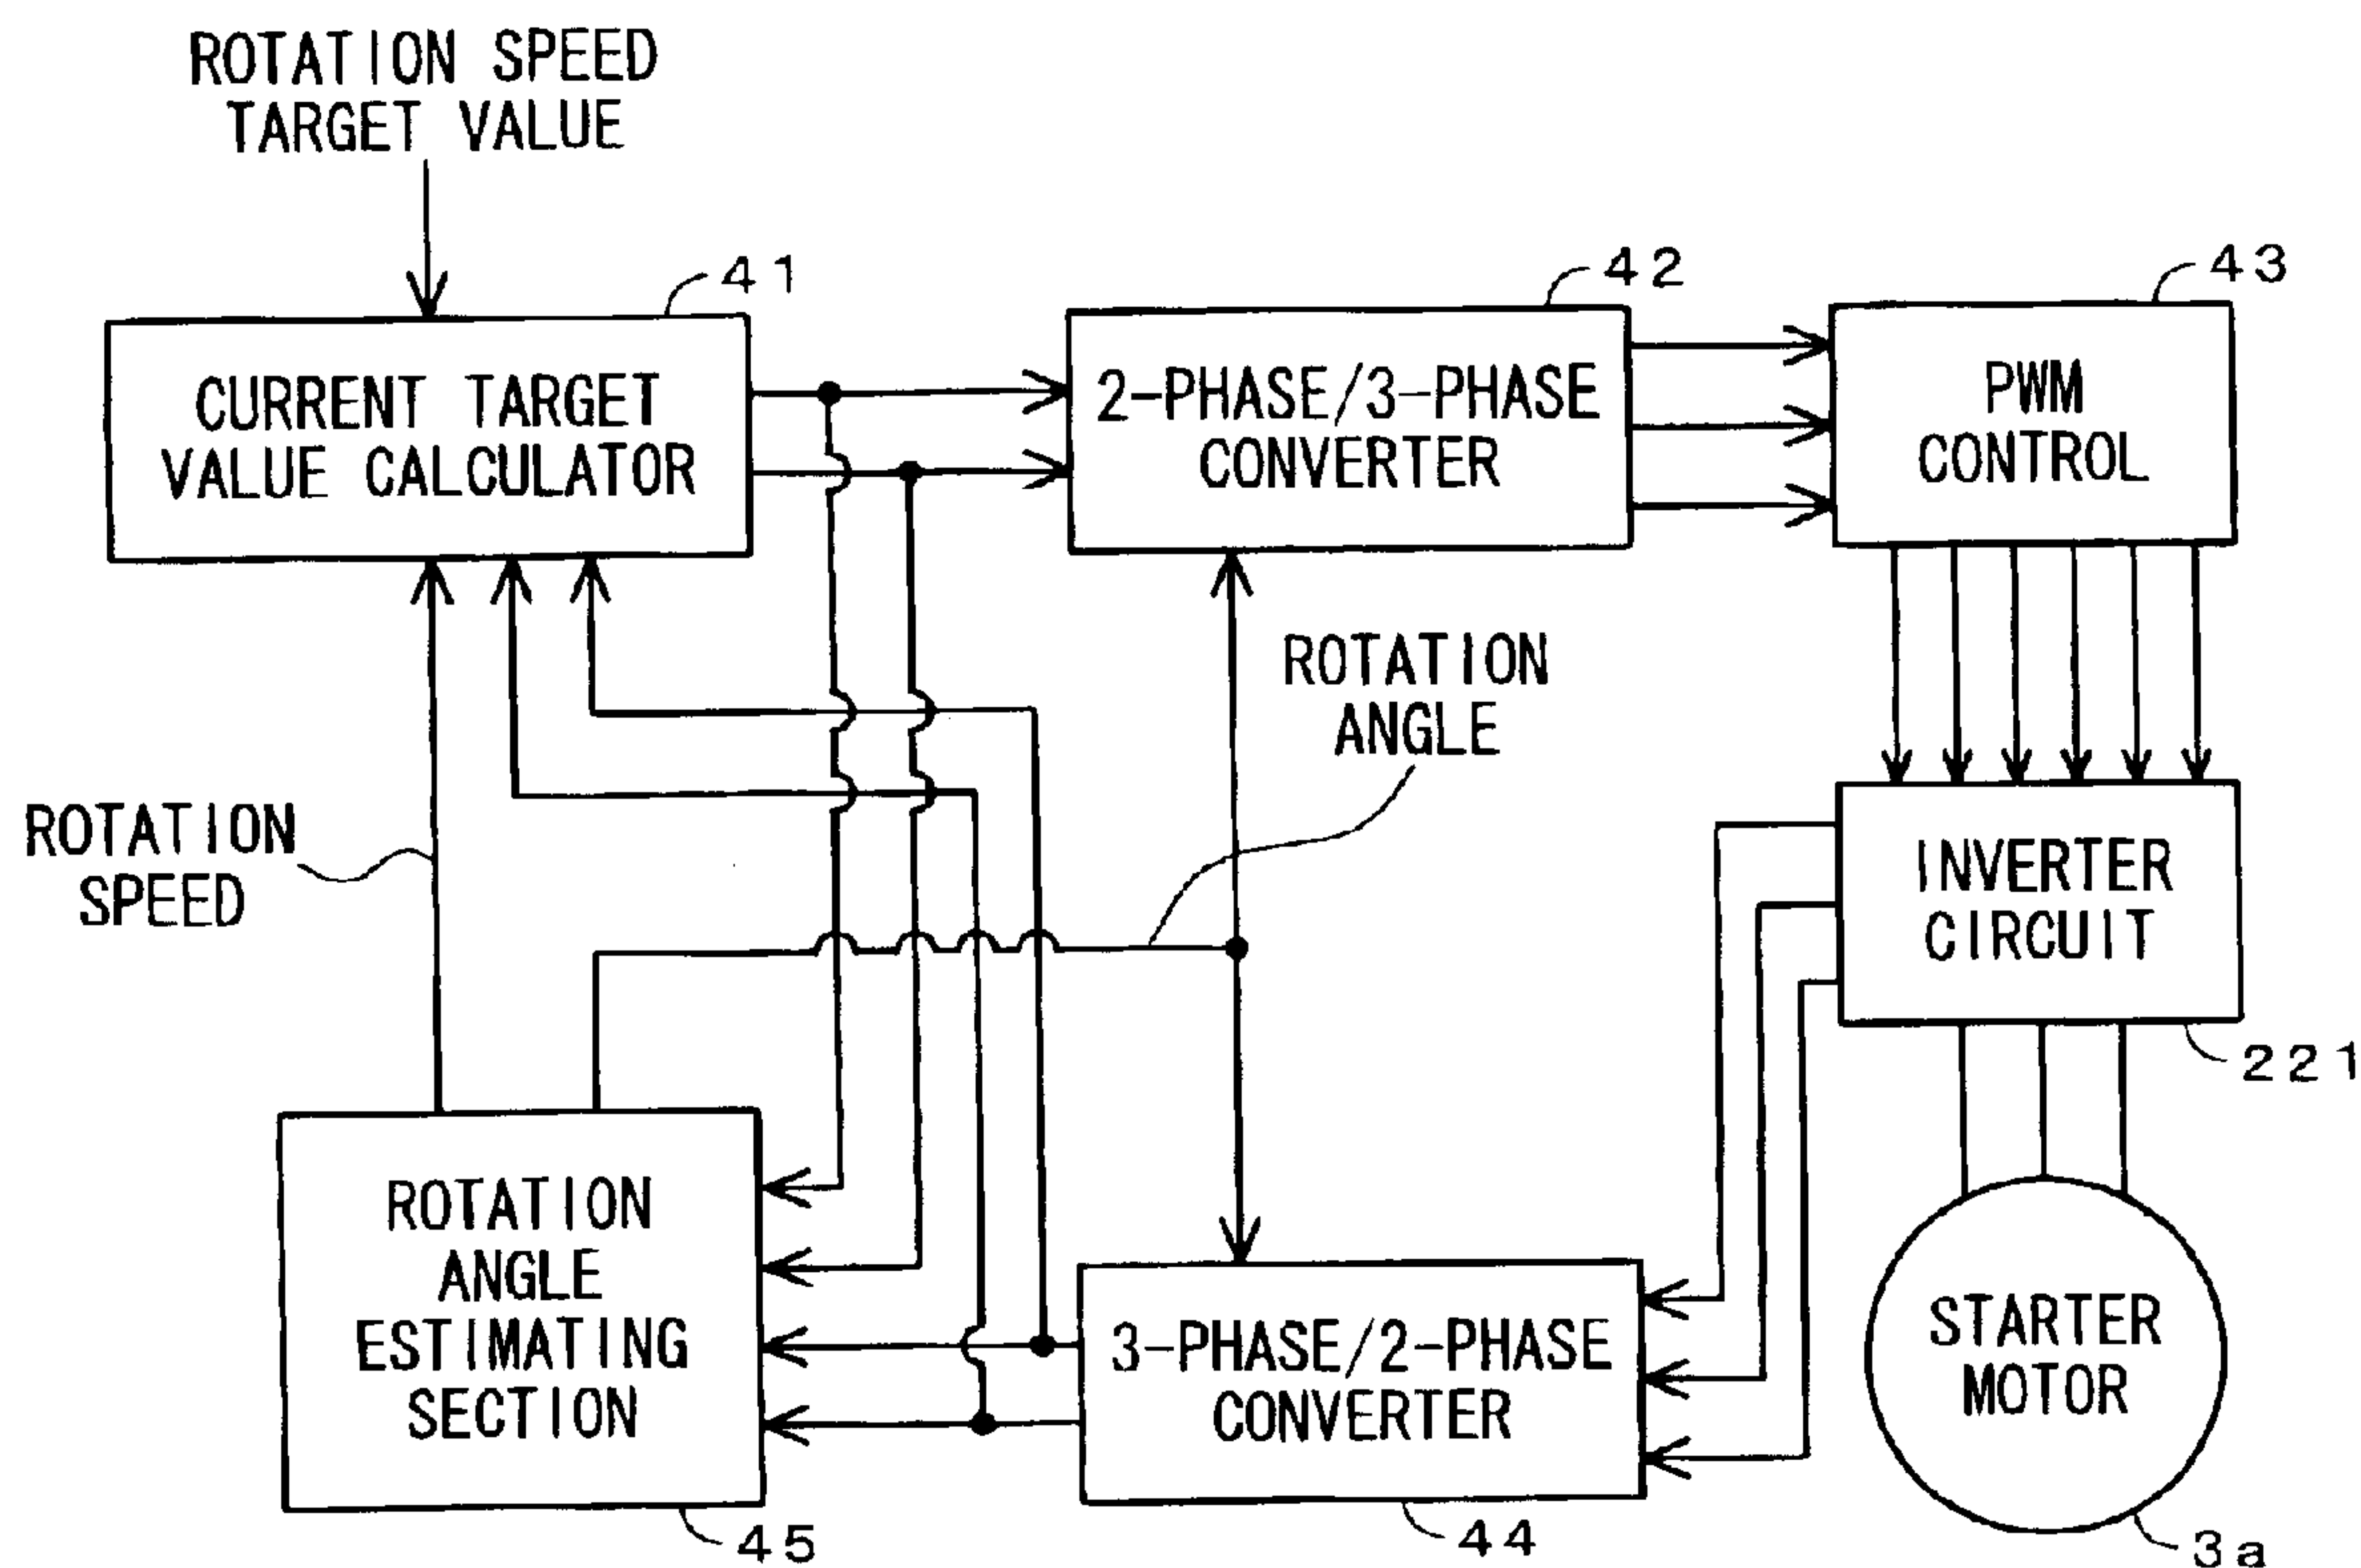 ROTATION SPEED
TARGET VALUE
41
42
43
CURRENT TARGET
VALUE CALCULATOR
2-PHASE/3-PHASE
CONVERTER
PWM
CONTROL
ROTATION
ANGLE
ROTATION
SPEED
INVERTER
CIRCUIT
221
ROTATION
ANGLE
ESTIMATING
SECTION
3-PHASE/2-PHASE
CONVERTER
STARTER
MOTOR
45
44
3a